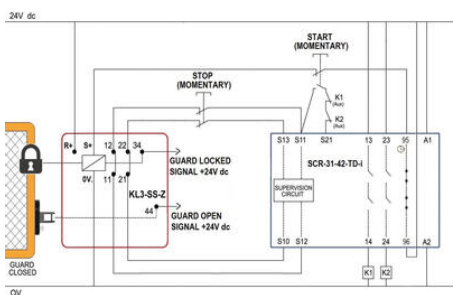 24V dc
START
(MOMENTARY)
STOP
(MOMENTARY)
K1
(Aux)
K2
(Aux)
R+ S+ 12 22 34
GUARD LOCKED
SIGNAL +24V dc
0V.
11 21
KL3-SS-Z
44
GUARD OPEN
SIGNAL +24V dc
S13 S11 S21 13 23 95 A1
SCR-31-42-TD-i
SUPERVISION
CIRCUIT
S10 S12 14 24 96 A2
K1 K2
GUARD
CLOSED
OV